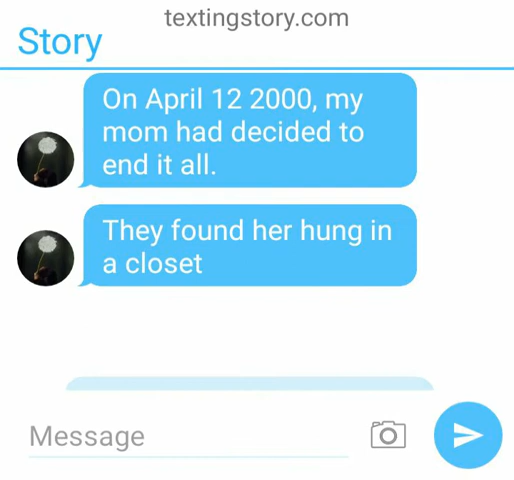 textingstory.com
Story
On April 12 2000, my
mom had decided to
end it all.
They found her hung in
a closet
Message